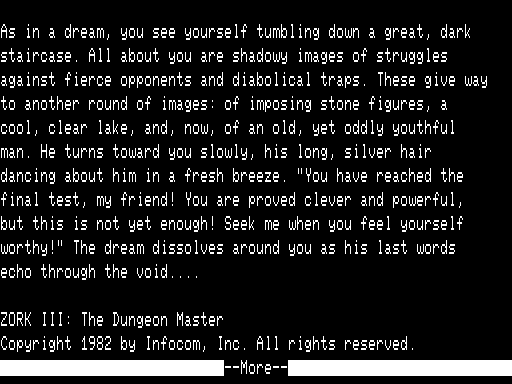 As in a dream, you see yourself tumbling down a great, dark
staircase. All about you are shadowy images of struggles
against fierce opponents and diabolical traps. These give way
to another round of images: of imposing stone figures, a
cool, clear lake, and, now, of an old, yet oddly youthful
man. He turns toward you slowly, his long, silver hair
dancing about him in a fresh breeze. "You have reached the
final test, my friend! You are proved clever and powerful,
but this is not yet enough! Seek me when you feel yourself
worthy!" The dream dissolves around you as his last words
echo through the void....
ZORK III: The Dungeon Master
Copyright 1982 by Infocom, Inc. All rights reserved.
--More--